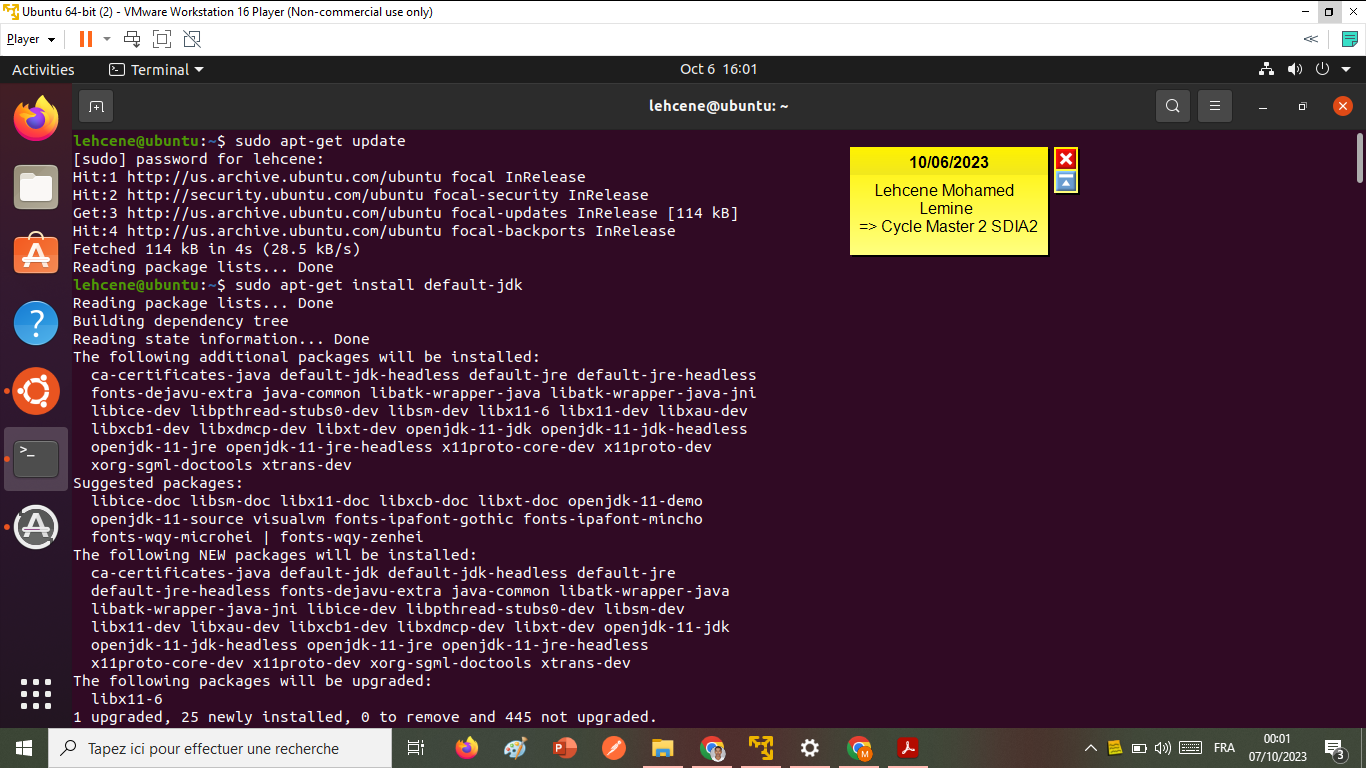 Ubuntu 64-bit (2) - VMware Workstation 16 Player (Non-commercial use only)
Player
Activities
Terminal
Oct 6 16:01
lehcene@ubuntu: ~
lehcene@ubuntu:~$ sudo apt-get update
[sudo] password for lehcene:
Hit:1 http://us.archive.ubuntu.com/ubuntu focal InRelease
Hit:2 http://security.ubuntu.com/ubuntu focal-security InRelease
Get:3 http://us.archive.ubuntu.com/ubuntu focal-updates InRelease [114 kB]
Hit:4 http://us.archive.ubuntu.com/ubuntu focal-backports InRelease
Fetched 114 kB in 4s (28.5 kB/s)
Reading package lists... Done
lehcene@ubuntu:~$ sudo apt-get install default-jdk
Reading package lists... Done
Building dependency tree
Reading state information... Done
The following additional packages will be installed:
ca-certificates-java default-jdk-headless default-jre default-jre-headless
fonts-dejavu-extra java-common libatk-wrapper-java libatk-wrapper-java-jni
libice-dev libpthread-stubs0-dev libsm-dev libx11-6 libx11-dev libxau-dev
libxcb1-dev libxdmcp-dev libxt-dev openjdk-11-jdk openjdk-11-jdk-headless
openjdk-11-jre openjdk-11-jre-headless x11proto-core-dev x11proto-dev
xorg-sgml-doctools xtrans-dev
Suggested packages:
libice-doc libsm-doc libx11-doc libxcb-doc libxt-doc openjdk-11-demo
openjdk-11-source visualvm fonts-ipafont-gothic fonts-ipafont-mincho
fonts-wqy-microhei | fonts-wqy-zenhei
The following NEW packages will be installed:
ca-certificates-java default-jdk default-jdk-headless default-jre
default-jre-headless fonts-dejavu-extra java-common libatk-wrapper-java
libatk-wrapper-java-jni libice-dev libpthread-stubs0-dev libsm-dev
libx11-dev libxau-dev libxcb1-dev libxdmcp-dev libxt-dev openjdk-11-jdk
openjdk-11-jdk-headless openjdk-11-jre openjdk-11-jre-headless
x11proto-core-dev x11proto-dev xorg-sgml-doctools xtrans-dev
The following packages will be upgraded:
libx11-6
1 upgraded, 25 newly installed, 0 to remove and 445 not upgraded.
10/06/2023
Lehcene Mohamed
Lemine
=> Cycle Master 2 SDIA2
Tapez ici pour effectuer une recherche
FRA
00:01
07/10/2023
3